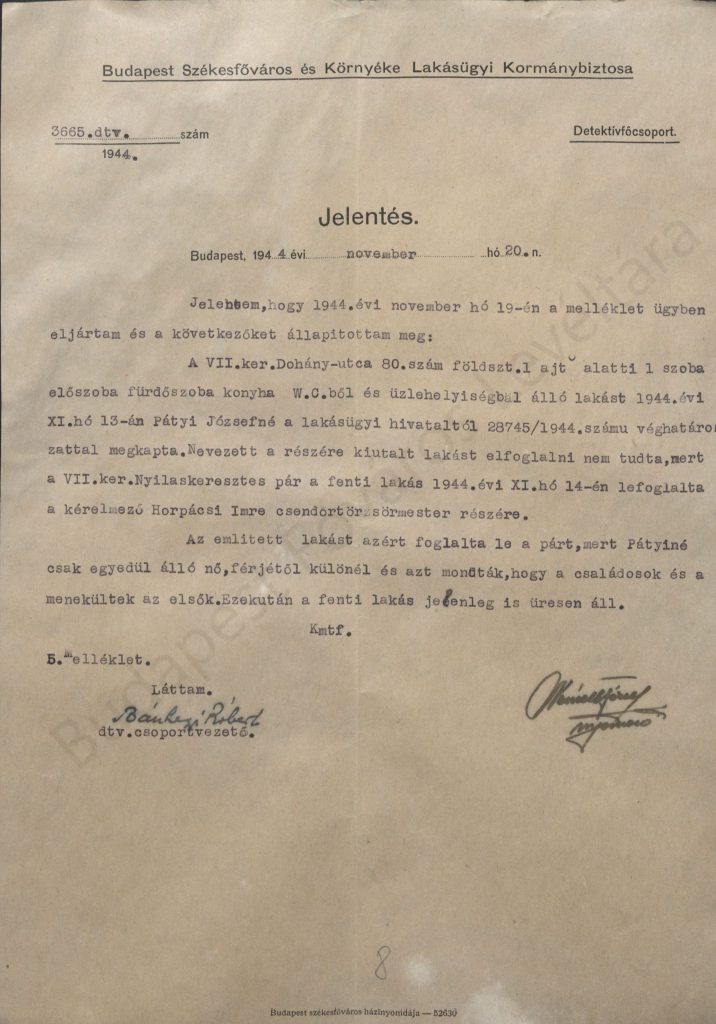 Budapest Székesfőváros és Környéke Lakásügyi Kormánybiztosa
3665.dtv. szám
1944.
Detektívfőcsoport.
Jelentés.
Budapest, 1944 évi november hó 20.n.
Jelentem,hogy 1944.évi november hó 19-én a melléklet ügyben
eljártam és a következőket állapitottam meg:
A VII.ker.Dohány-utca 80.szám földszt.1 ajtó alatti 1 szoba
előszoba fürdőszoba konyha W.C.ből és üzlehelyiségbál álló lakást 1944.évi
XI.hó 13-án Pátyi Józsefné a lakásügyi hivataltól 28745/1944.számu véghatáro
zattal megkapta.Nevezett a részére kiutalt lakást elfoglalni nem tudta,mert
a VII.ker.Nyilaskeresztes pár a fenti lakás 1944.évi XI.hó 14-én lefoglalta
a kérelmező Horpácsi Imre csendörtörzsörmester részére.
Az emlitett lakást azért foglalta le a párt,mert Pátyiné
csak egyedül álló nő,férjétől különél és azt mondták,hogy a családosok és a
menekültek az elsők.Ezekután a fenti lakás jelenleg is üresen áll.
Kmtf.
5.Melléklet.
Láttam.
Bánhegi Róbert
dtv.csoportvezető.
8
Budapest székesfőváros házinyomdája — 52630
Budapest Főváros Levéltára